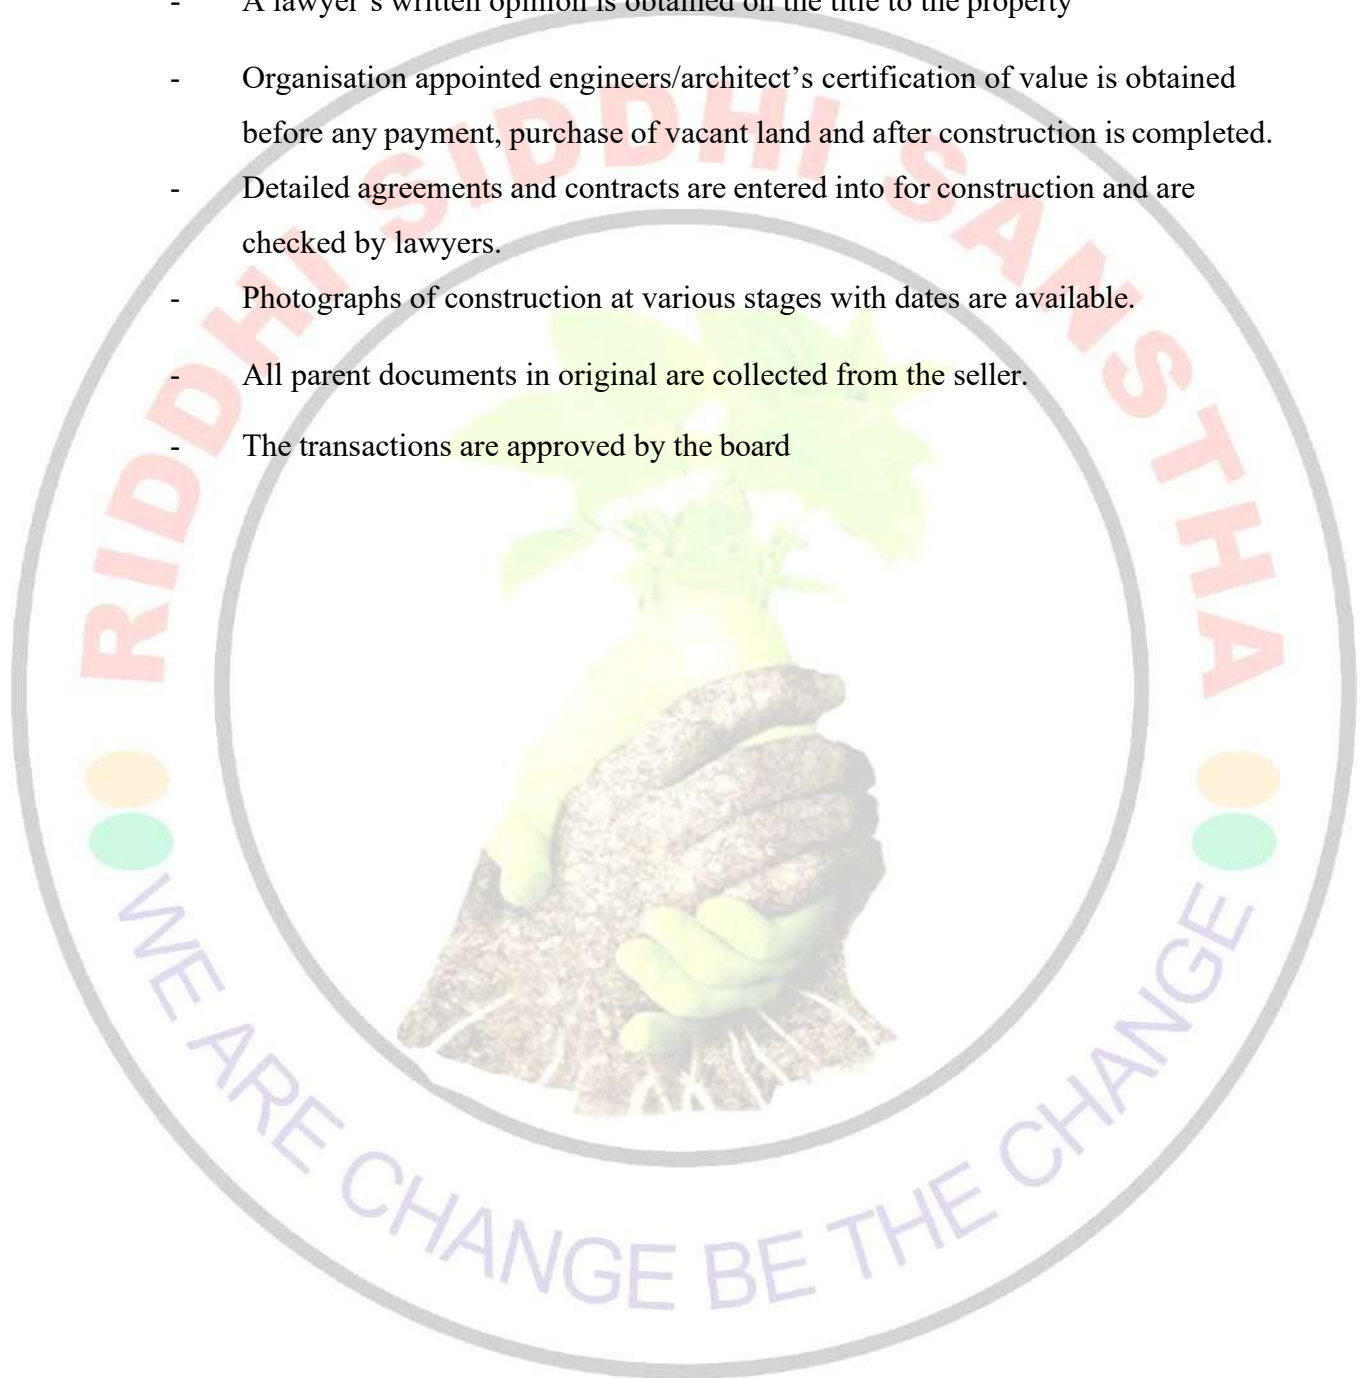 - A lawyer’s written opinion is obtained on the title to the property
- Organisation appointed engineers/architect’s certification of value is obtained
before any payment, purchase of vacant land and after construction is completed.
- Detailed agreements and contracts are entered into for construction and are
checked by lawyers.
- Photographs of construction at various stages with dates are available.
- All parent documents in original are collected from the seller.
- The transactions are approved by the board
RIDDHI SIDDHI SANSTHA
WE ARE CHANGE BE THE CHANGE